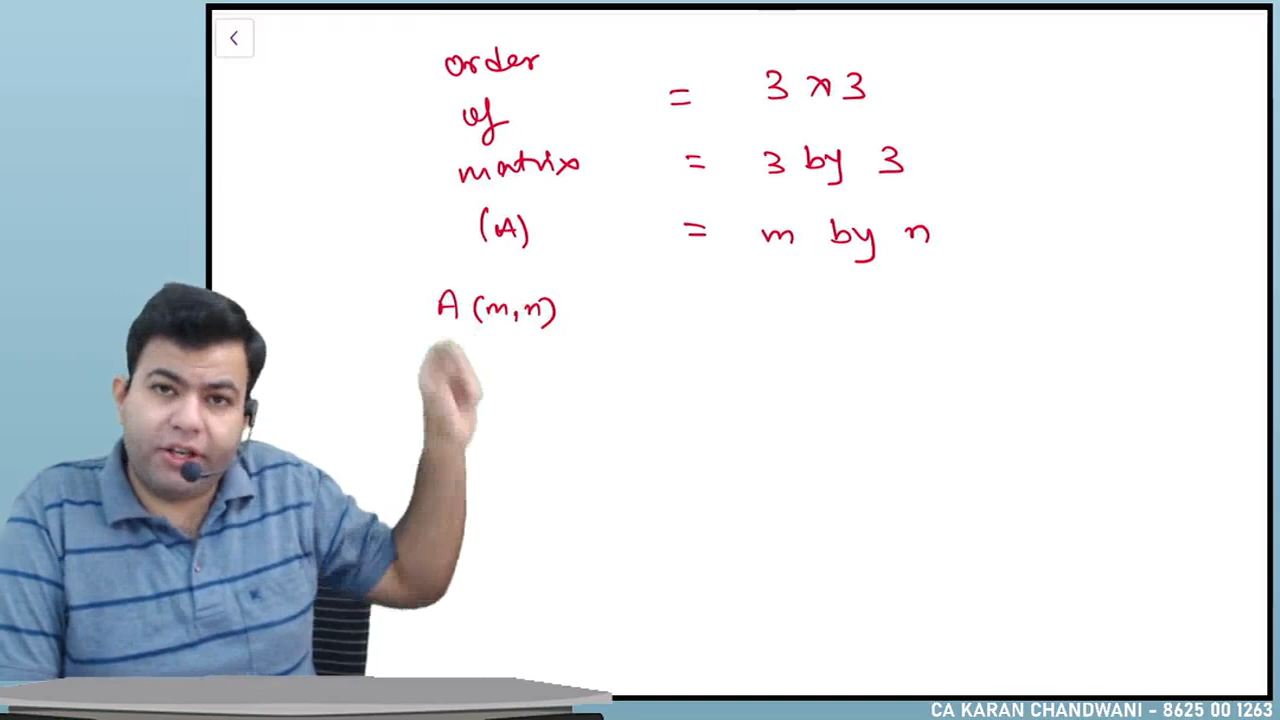 order
of
matrix
(A)
= 3 x 3
= 3 by 3
= m by n
A (m,n)
CA KARAN CHANDWANI - 8625 00 1263